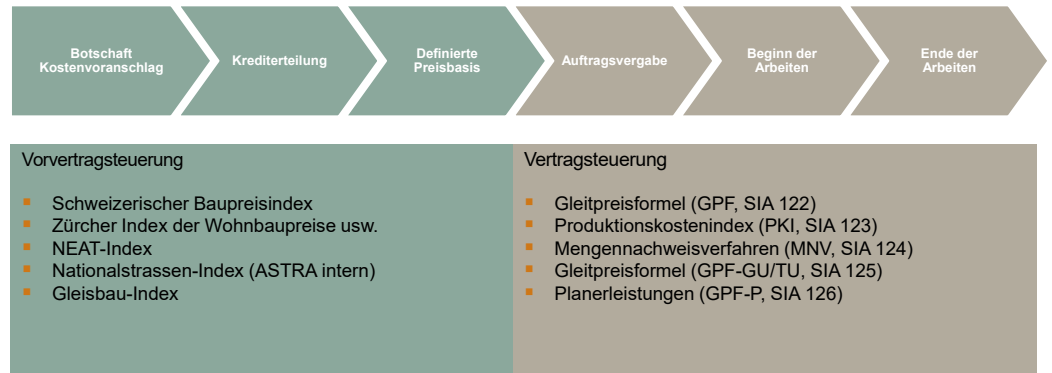 Botschaft
Kostenvoranschlag
Krediterteilung
Definierte
Preisbasis
Auftragsvergabe
Beginn der
Arbeiten
Ende der
Arbeiten
Vorvertragsteuerung
Schweizerischer Baupreisindex
Zürcher Index der Wohnbaupreise usw.
NEAT-Index
Nationalstrassen-Index (ASTRA intern)
Gleisbau-Index
Vertragsteuerung
Gleitpreisformel (GPF, SIA 122)
Produktionskostenindex (PKI, SIA 123)
Mengennachweisverfahren (MNV, SIA 124)
Gleitpreisformel (GPF-GU/TU, SIA 125)
Planerleistungen (GPF-P, SIA 126)